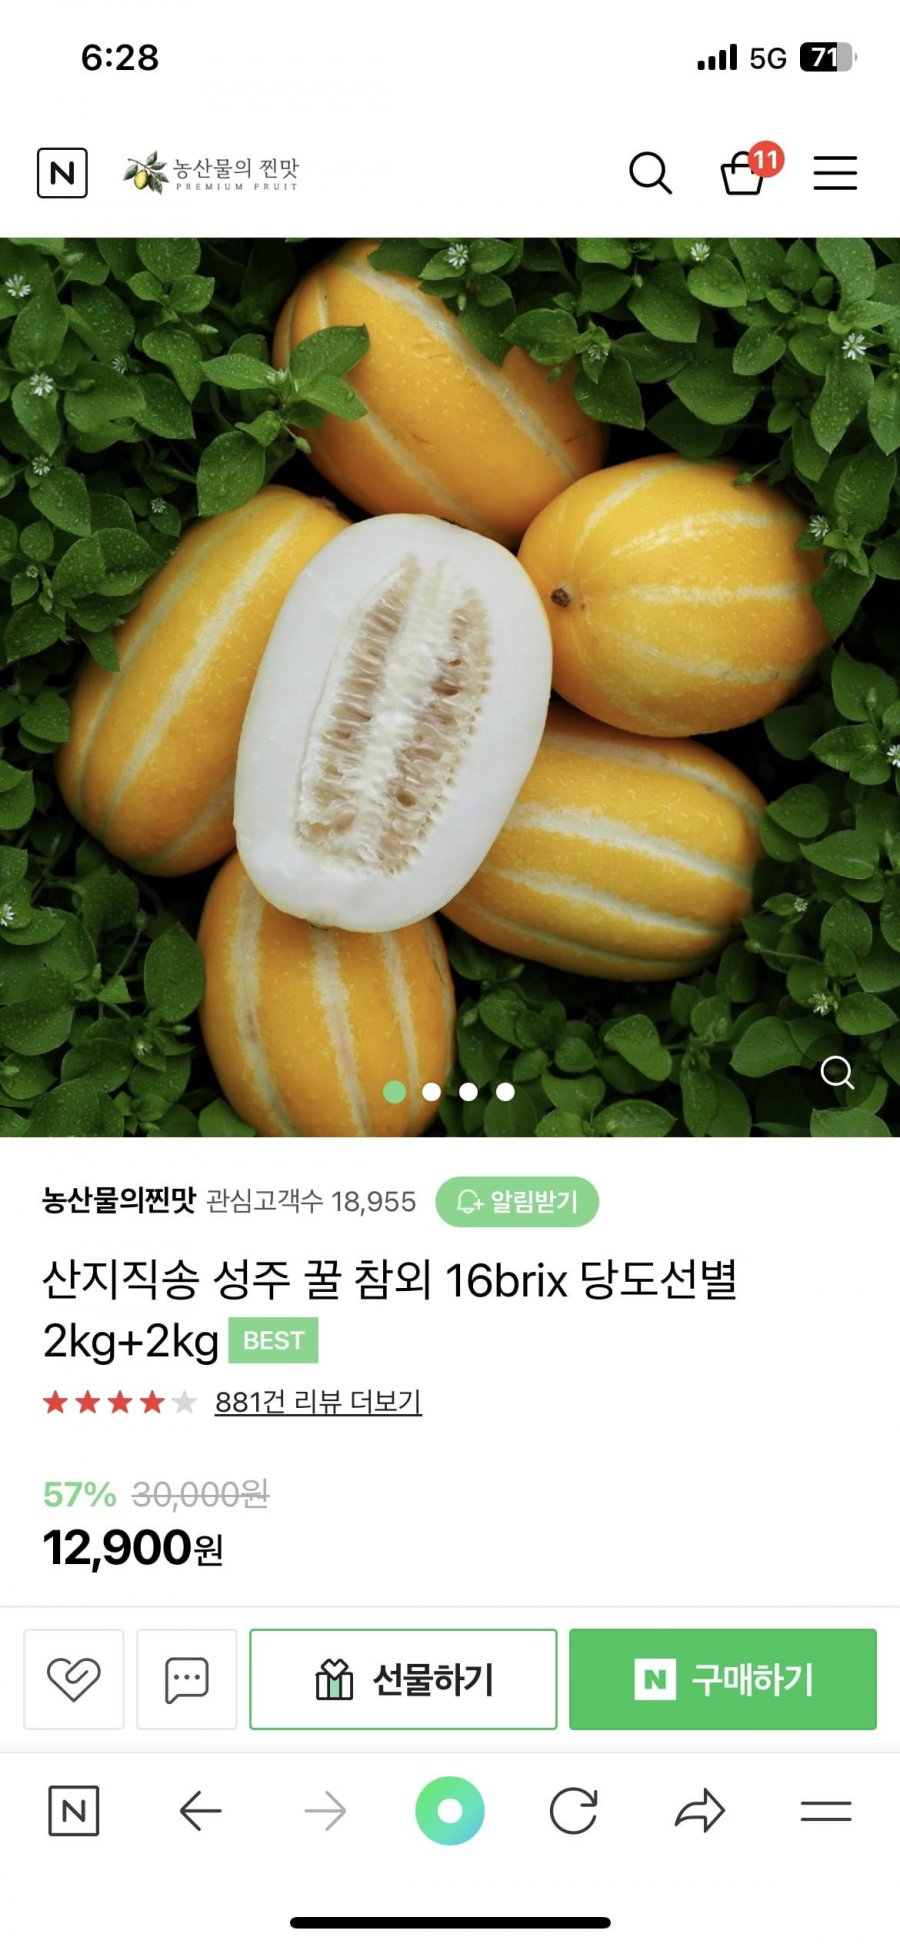 6:28
5G 71
N 농산물의 찐맛 11
PREMIUM FRUIT
농산물의찐맛 관심고객수 18,955 알림받기
산지직송 성주 꿀 참외 16brix 당도선별
2kg+2kg BEST
881건 리뷰 더보기
57% 30,000원
12,900원
선물하기 N 구매하기
N